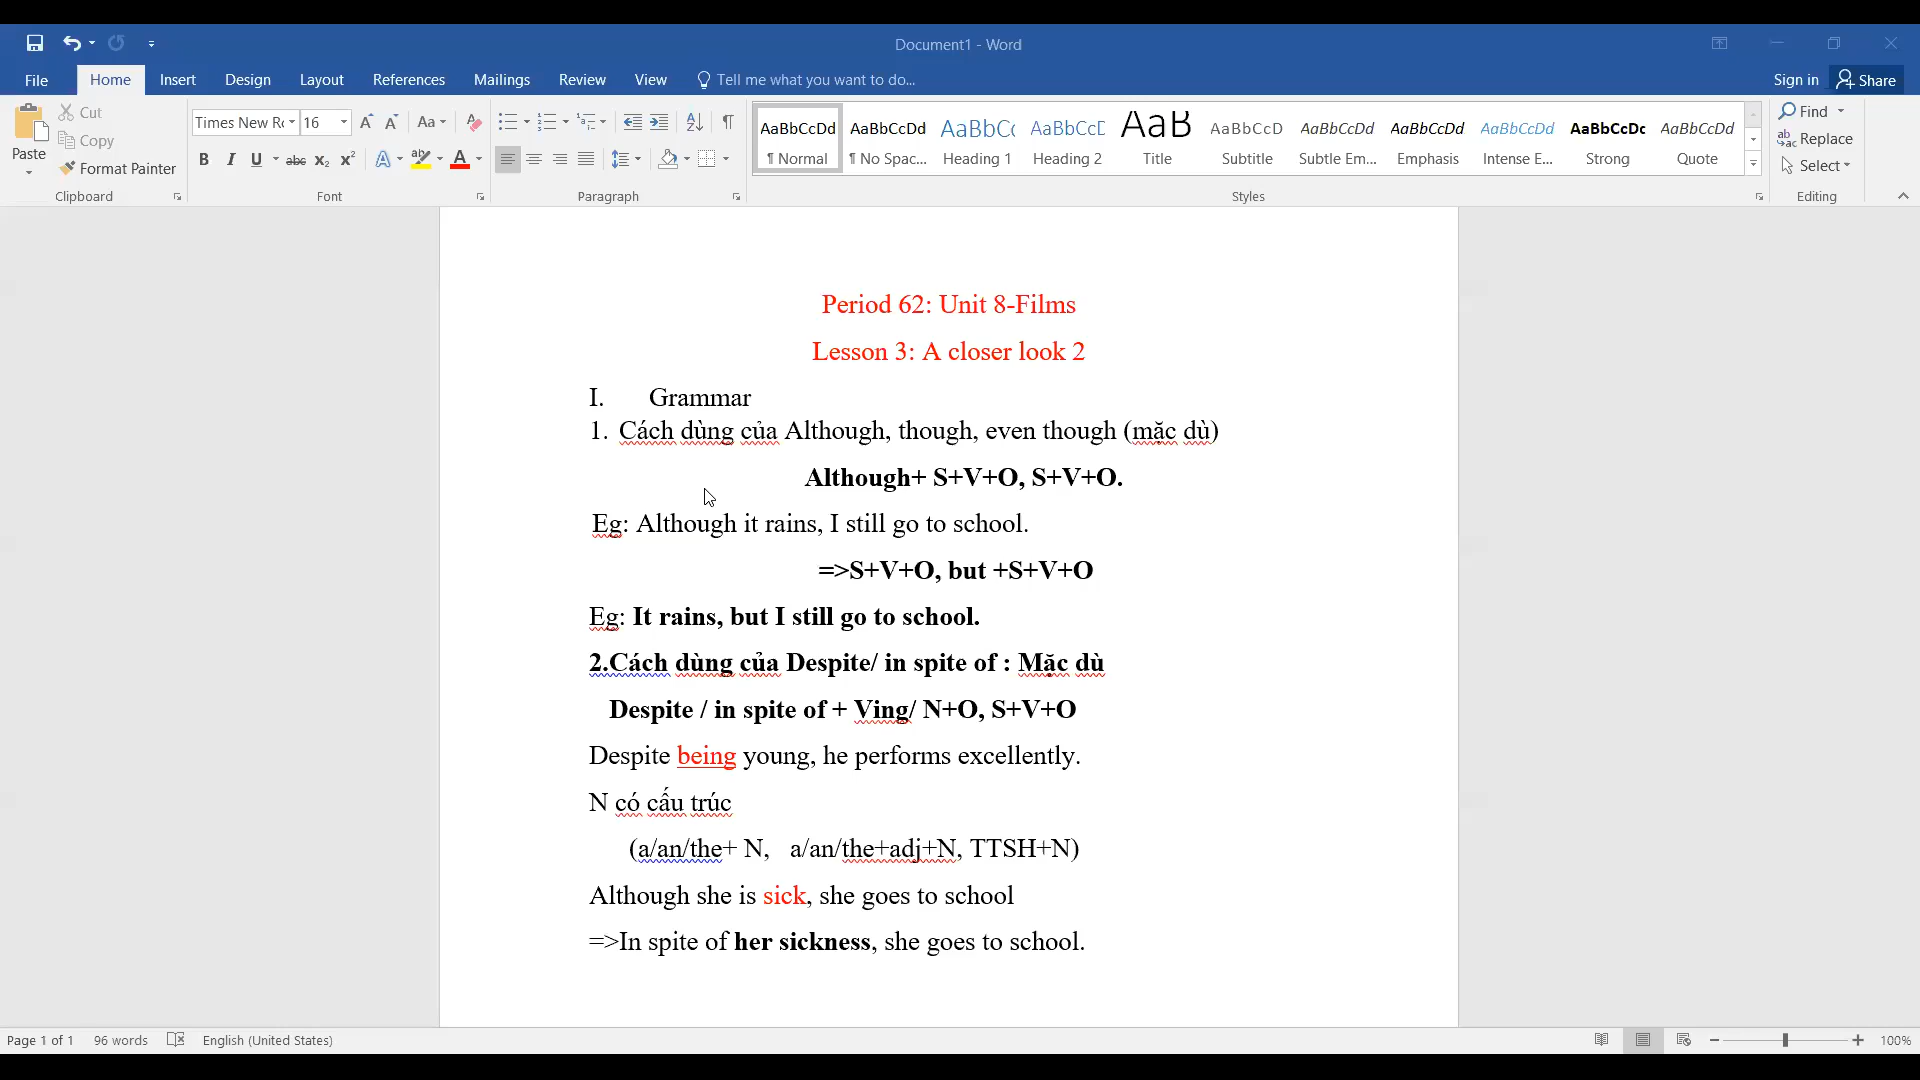 Document1 - Word
File Home Insert Design Layout References Mailings Review View Tell me what you want to do... Sign in Share
Paste Cut Copy Format Painter
Times New Ro 16 Aa
B I U abc X₂ X² A A
AaBbCcDd AaBbCcDd AaBbCc AaBbCcD AaB AaBbCcD AaBbCcDd AaBbCcDd AaBbCcDd AaBbCcDc AaBbCcDd
¶ Normal ¶ No Spac... Heading 1 Heading 2 Title Subtitle Subtle Em... Emphasis Intense E... Strong Quote
Find Replace Select
Clipboard Font Paragraph Styles Editing
Period 62: Unit 8-Films
Lesson 3: A closer look 2
I. Grammar
1. Cách dùng của Although, though, even though (mặc dù)
Although+ S+V+O, S+V+O.
Eg: Although it rains, I still go to school.
=>S+V+O, but +S+V+O
Eg: It rains, but I still go to school.
2.Cách dùng của Despite/ in spite of : Mặc dù
Despite / in spite of + Ving/ N+O, S+V+O
Despite being young, he performs excellently.
N có cấu trúc
(a/an/the+ N, a/an/the+adj+N, TTSH+N)
Although she is sick, she goes to school
=>In spite of her sickness, she goes to school.
Page 1 of 1 96 words English (United States) 100%